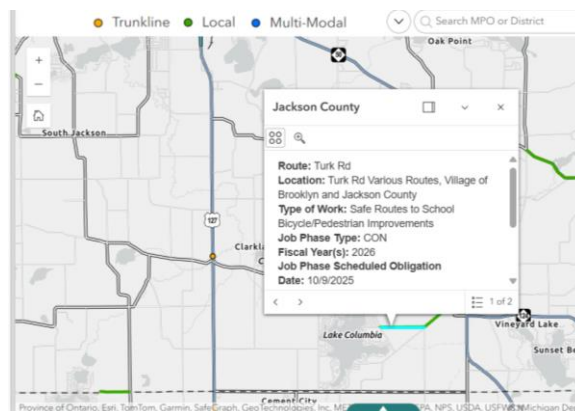 Trunkline Local Multi-Modal
Search MPO or District
Oak Point
South Jackson
127
Clarkla
C
Jackson County
Route: Turk Rd
Location: Turk Rd Various Routes, Village of
Brooklyn and Jackson County
Type of Work: Safe Routes to School
Bicycle/Pedestrian Improvements
Job Phase Type: CON
Fiscal Year(s): 2026
Job Phase Scheduled Obligation
Date: 10/9/2025
1 of 2
Lake Columbia
Vineyard Lake
Sunset Be
Cement City
Province of Ontario, Esri, TomTom, Garmin, SafeGraph, GeoTechnologies, Inc, ME PA, NPS, USDA, USFW Michigan Dep